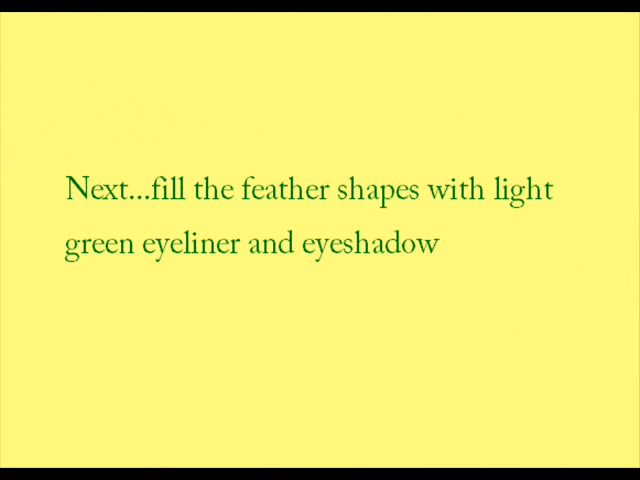 Next...fill the feather shapes with light
green eyeliner and eyeshadow